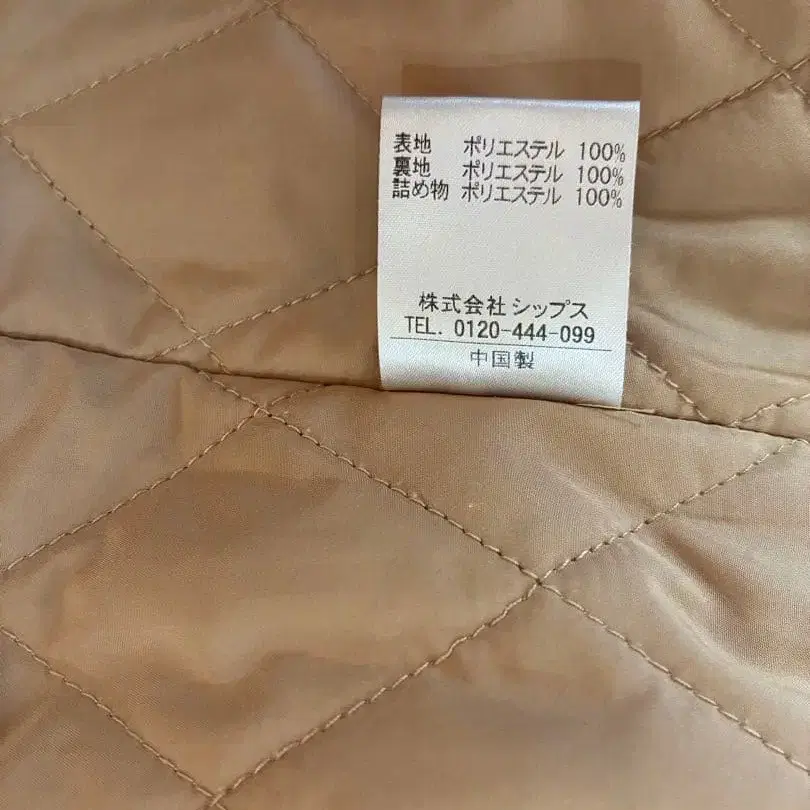 表地 ポリエステル 100%
裏地 ポリエステル 100%
詰め物 ポリエステル 100%
株式会社 シップス
TEL. 0120-444-099
中国製